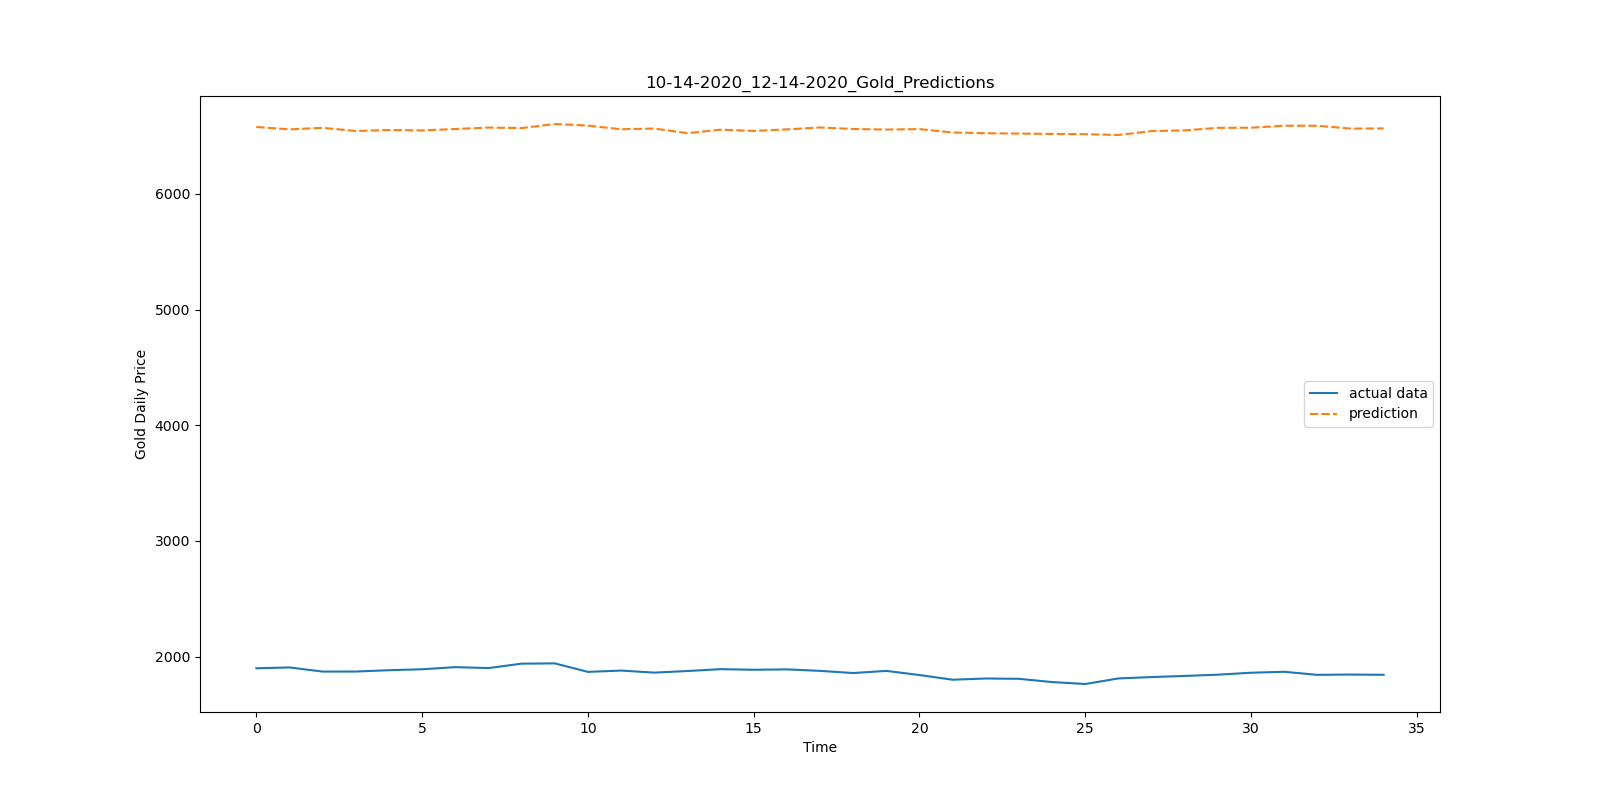 10-14-2020_12-14-2020_Gold_Predictions
Gold Daily Price
6000
5000
4000
3000
2000
actual data
prediction
0 5 10 15 20 25 30 35
Time